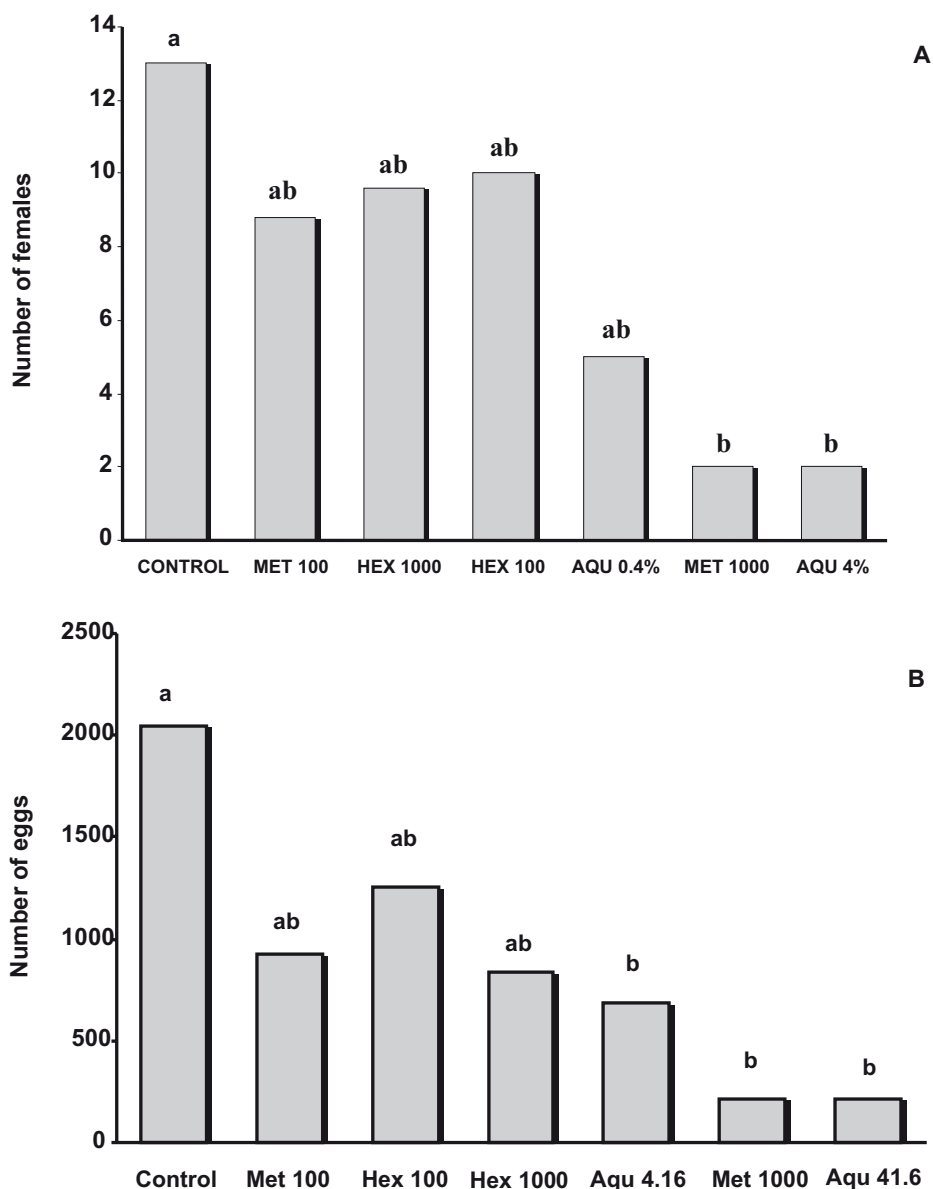 14
a
A
12
10
ab
ab
ab
8
Number of females
6
ab
4
b
b
2
0
CONTROL MET 100 HEX 1000 HEX 100 AQU 0.4% MET 1000 AQU 4%
2500
B
a
2000
1500
ab
Number of eggs
ab
1000
ab
b
500
b
b
0
Control Met 100 Hex 100 Hex 1000 Aqu 4.16 Met 1000 Aqu 41.6